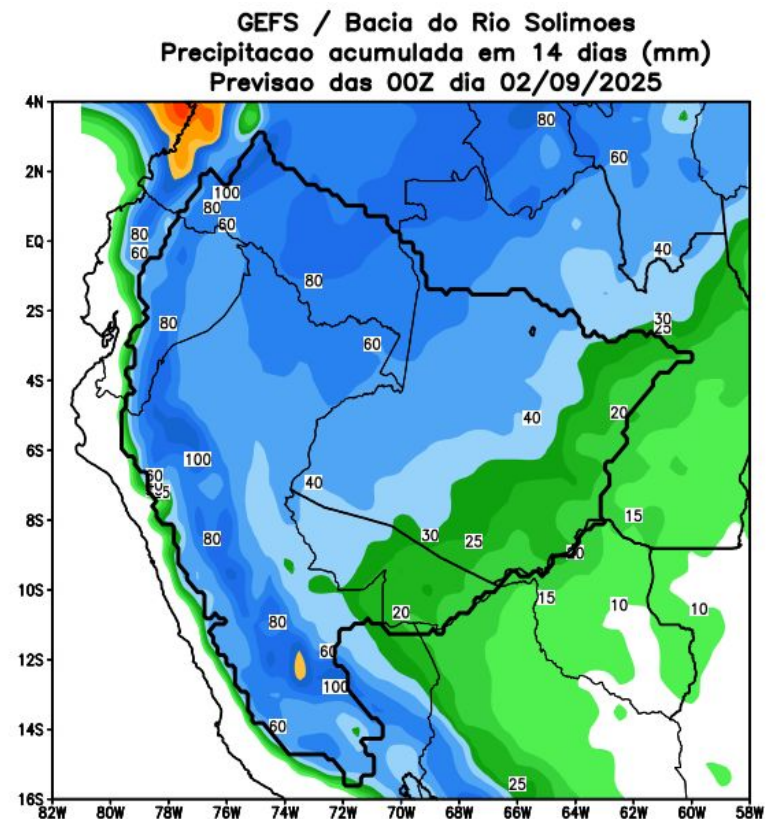 GEFS / Bacia do Rio Solimoes
Precipitacao acumulada em 14 dias (mm)
Previsao das 00Z dia 02/09/2025
4N
80
60
2N
100
80
60
EQ
80
60
40
80
2S
80
30
25
60
4S
40
20
6S
100
60
40
15
8S
80
30
25
10S
20
15
10
10
80
12S
60
100
14S
60
25
16S
82W 80W 78W 76W 74W 72W 70W 68W 66W 64W 62W 60W 58W